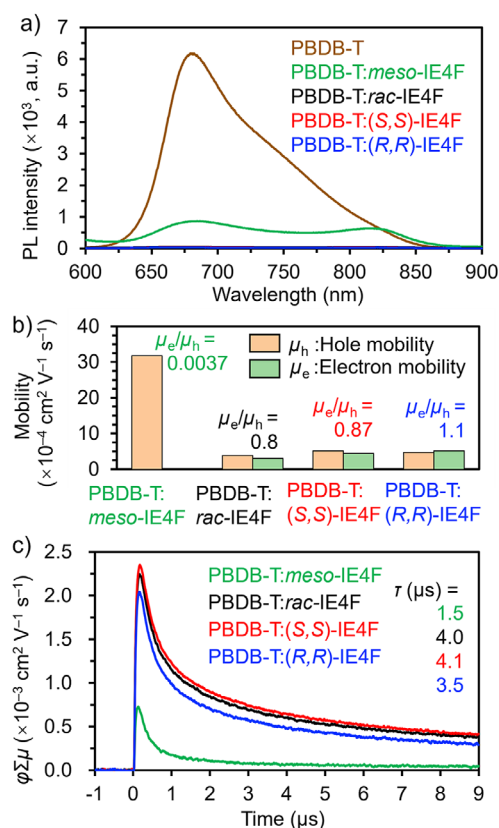 a)
7
6
5
4
3
2
1
0
PL intensity (×10³, a.u.)
PBDB-T
PBDB-T:meso-IE4F
PBDB-T:rac-IE4F
PBDB-T:(S,S)-IE4F
PBDB-T:(R,R)-IE4F
600 650 700 750 800 850 900
Wavelength (nm)
b)
40
30
20
10
0
Mobility
(×10⁻⁴ cm² V⁻¹ s⁻¹)
μe/μh =
0.0037
μh :Hole mobility
μe :Electron mobility
μe/μh =
0.8
μe/μh =
0.87
μe/μh =
1.1
PBDB-T:
meso-IE4F
PBDB-T:
rac-IE4F
PBDB-T:
(S,S)-IE4F
PBDB-T:
(R,R)-IE4F
c)
2.5
2.0
1.5
1.0
0.5
0.0
φΣμ (×10⁻³ cm² V⁻¹ s⁻¹)
PBDB-T:meso-IE4F
PBDB-T:rac-IE4F
PBDB-T:(S,S)-IE4F
PBDB-T:(R,R)-IE4F
τ (μs) =
1.5
4.0
4.1
3.5
-1 0 1 2 3 4 5 6 7 8 9
Time (μs)